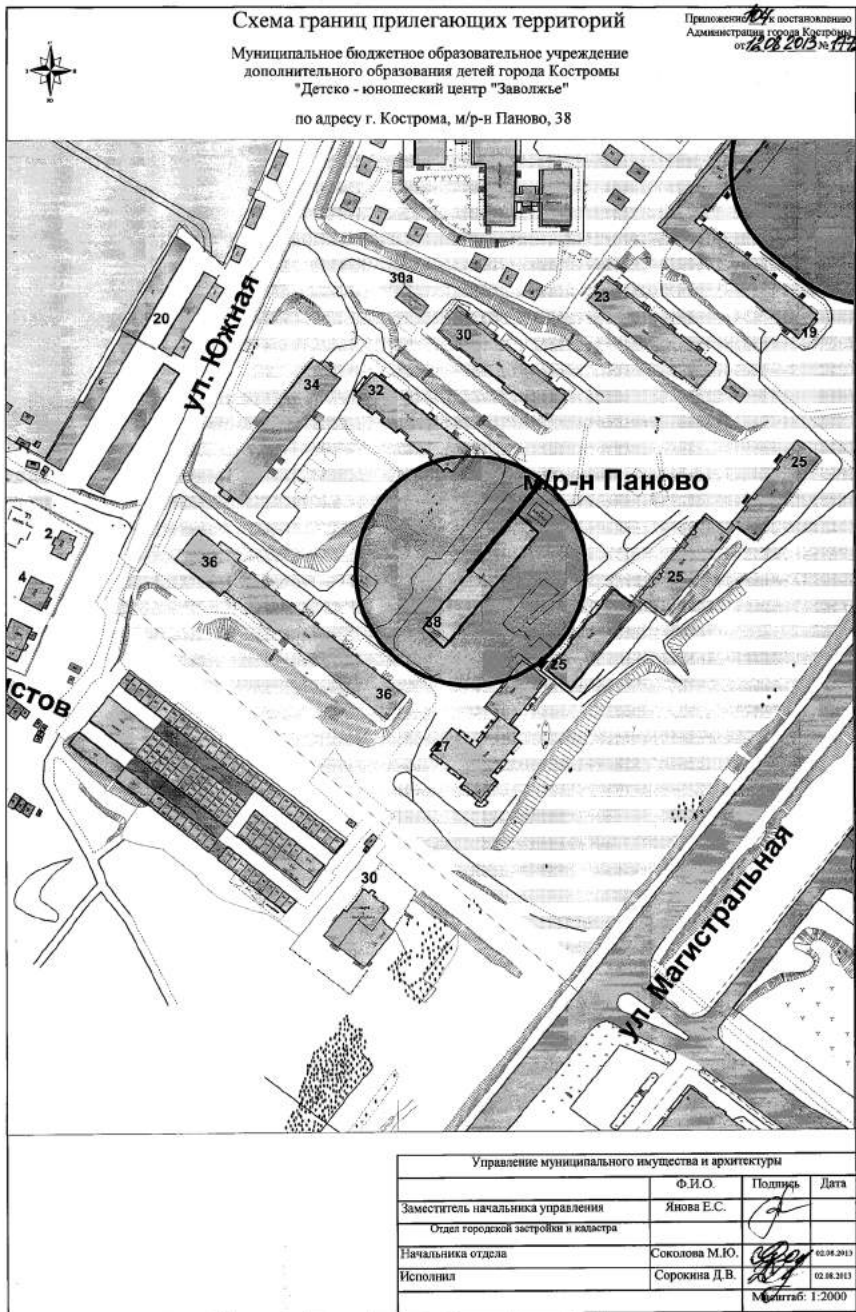 Схема границ прилегающих территорий
Приложение 104 к постановлению
Администрации города Костромы
от 12.08.2013 №
Муниципальное бюджетное образовательное учреждение
дополнительного образования детей города Костромы
"Детско - юношеский центр "Заволжье"
по адресу г. Кострома, м/р-н Паново, 38
30а
23
20
ул. Южная
30
19
34
32
м/р-н Паново
25
2
36
25
4
38
25
36
истов
27
30
ул. Магистральная
Управление муниципального имущества и архитектуры
Ф.И.О. Подпись Дата
Заместитель начальника управления Янова Е.С.
Отдел городской застройки и кадастра
Начальника отдела Соколова М.Ю. 02.08.2013
Исполнил Сорокина Д.В. 02.08.2013
Масштаб: 1:2000